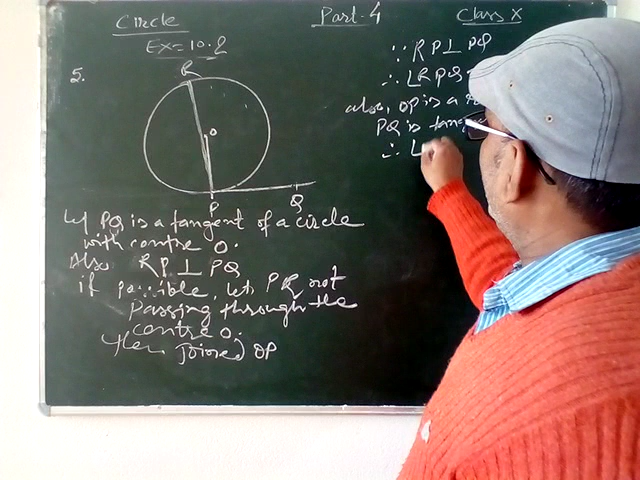 Circle
Part-4
Class X
Ex=10.2
5.
R
O
P
Q
Let PQ is a tangent of a circle
with centre O.
Also RP ⊥ PQ
if possible, let PR not
passing through the
centre O.
then joined OP
∵ RP ⊥ PQ
∴ ∠RPQ
also, OP is a
PQ is tange
∴ ∠